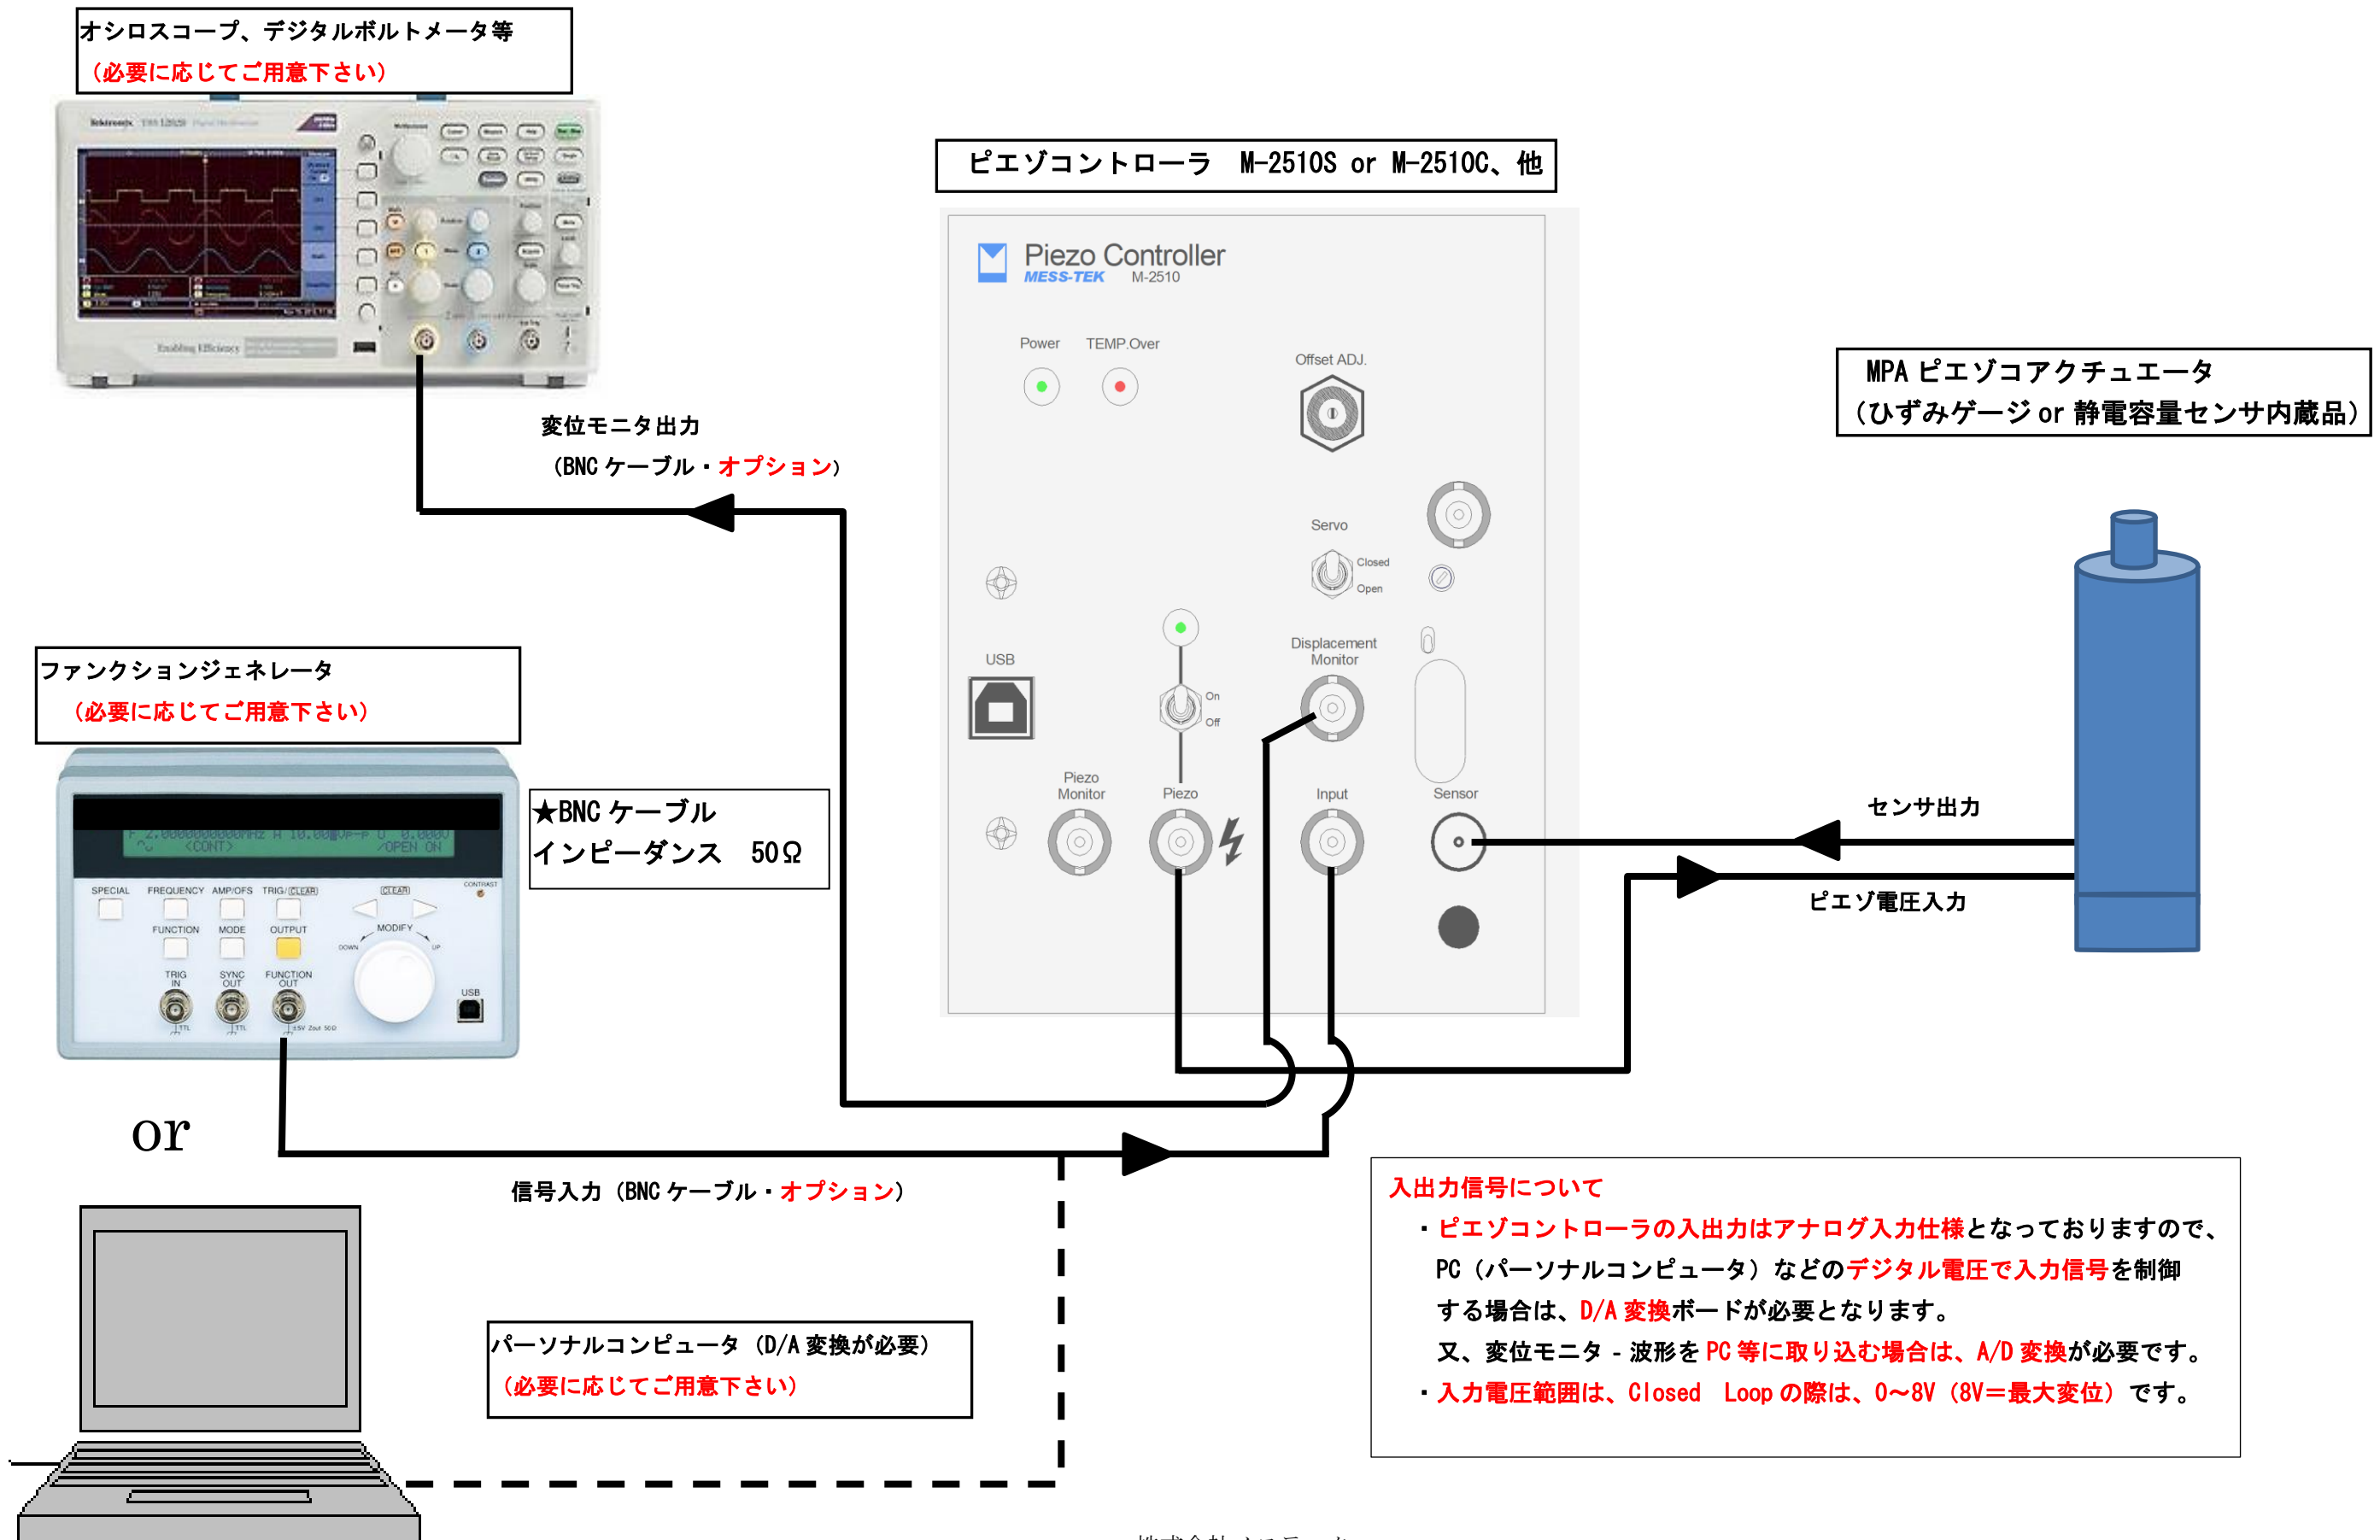 オシロスコープ、デジタルボルトメータ等
(必要に応じてご用意下さい)
Tektronix
Enabling Efficiency
変位モニタ出力
(BNC ケーブル・オプション)
ピエゾコントローラ　M-2510S or M-2510C、他
Piezo Controller
MESS-TEK M-2510
Power
TEMP.Over
Offset ADJ.
Servo
Closed
Open
Displacement
Monitor
USB
On
Off
Piezo
Monitor
Piezo
Input
Sensor
MPA ピエゾコアクチュエータ
(ひずみゲージ or 静電容量センサ内蔵品)
センサ出力
ピエゾ電圧入力
ファンクションジェネレータ
(必要に応じてご用意下さい)
★BNC ケーブル
インピーダンス　50Ω
<CONT> /OPEN ON
SPECIAL
FREQUENCY
AMP/OFS
TRIG/CLEAR
CLEAR
CONTRAST
FUNCTION
MODE
OUTPUT
MODIFY
DOWN
UP
TRIG
IN
SYNC
OUT
FUNCTION
OUT
USB
TTL
TTL
±5V Zout 50Ω
or
信号入力 (BNC ケーブル・オプション)
パーソナルコンピュータ (D/A 変換が必要)
(必要に応じてご用意下さい)
入出力信号について
・ピエゾコントローラの入出力はアナログ入力仕様となっておりますので、
PC (パーソナルコンピュータ) などのデジタル電圧で入力信号を制御
する場合は、D/A 変換ボードが必要となります。
又、変位モニタ - 波形を PC 等に取り込む場合は、A/D 変換が必要です。
・入力電圧範囲は、Closed　Loop の際は、0～8V (8V＝最大変位) です。